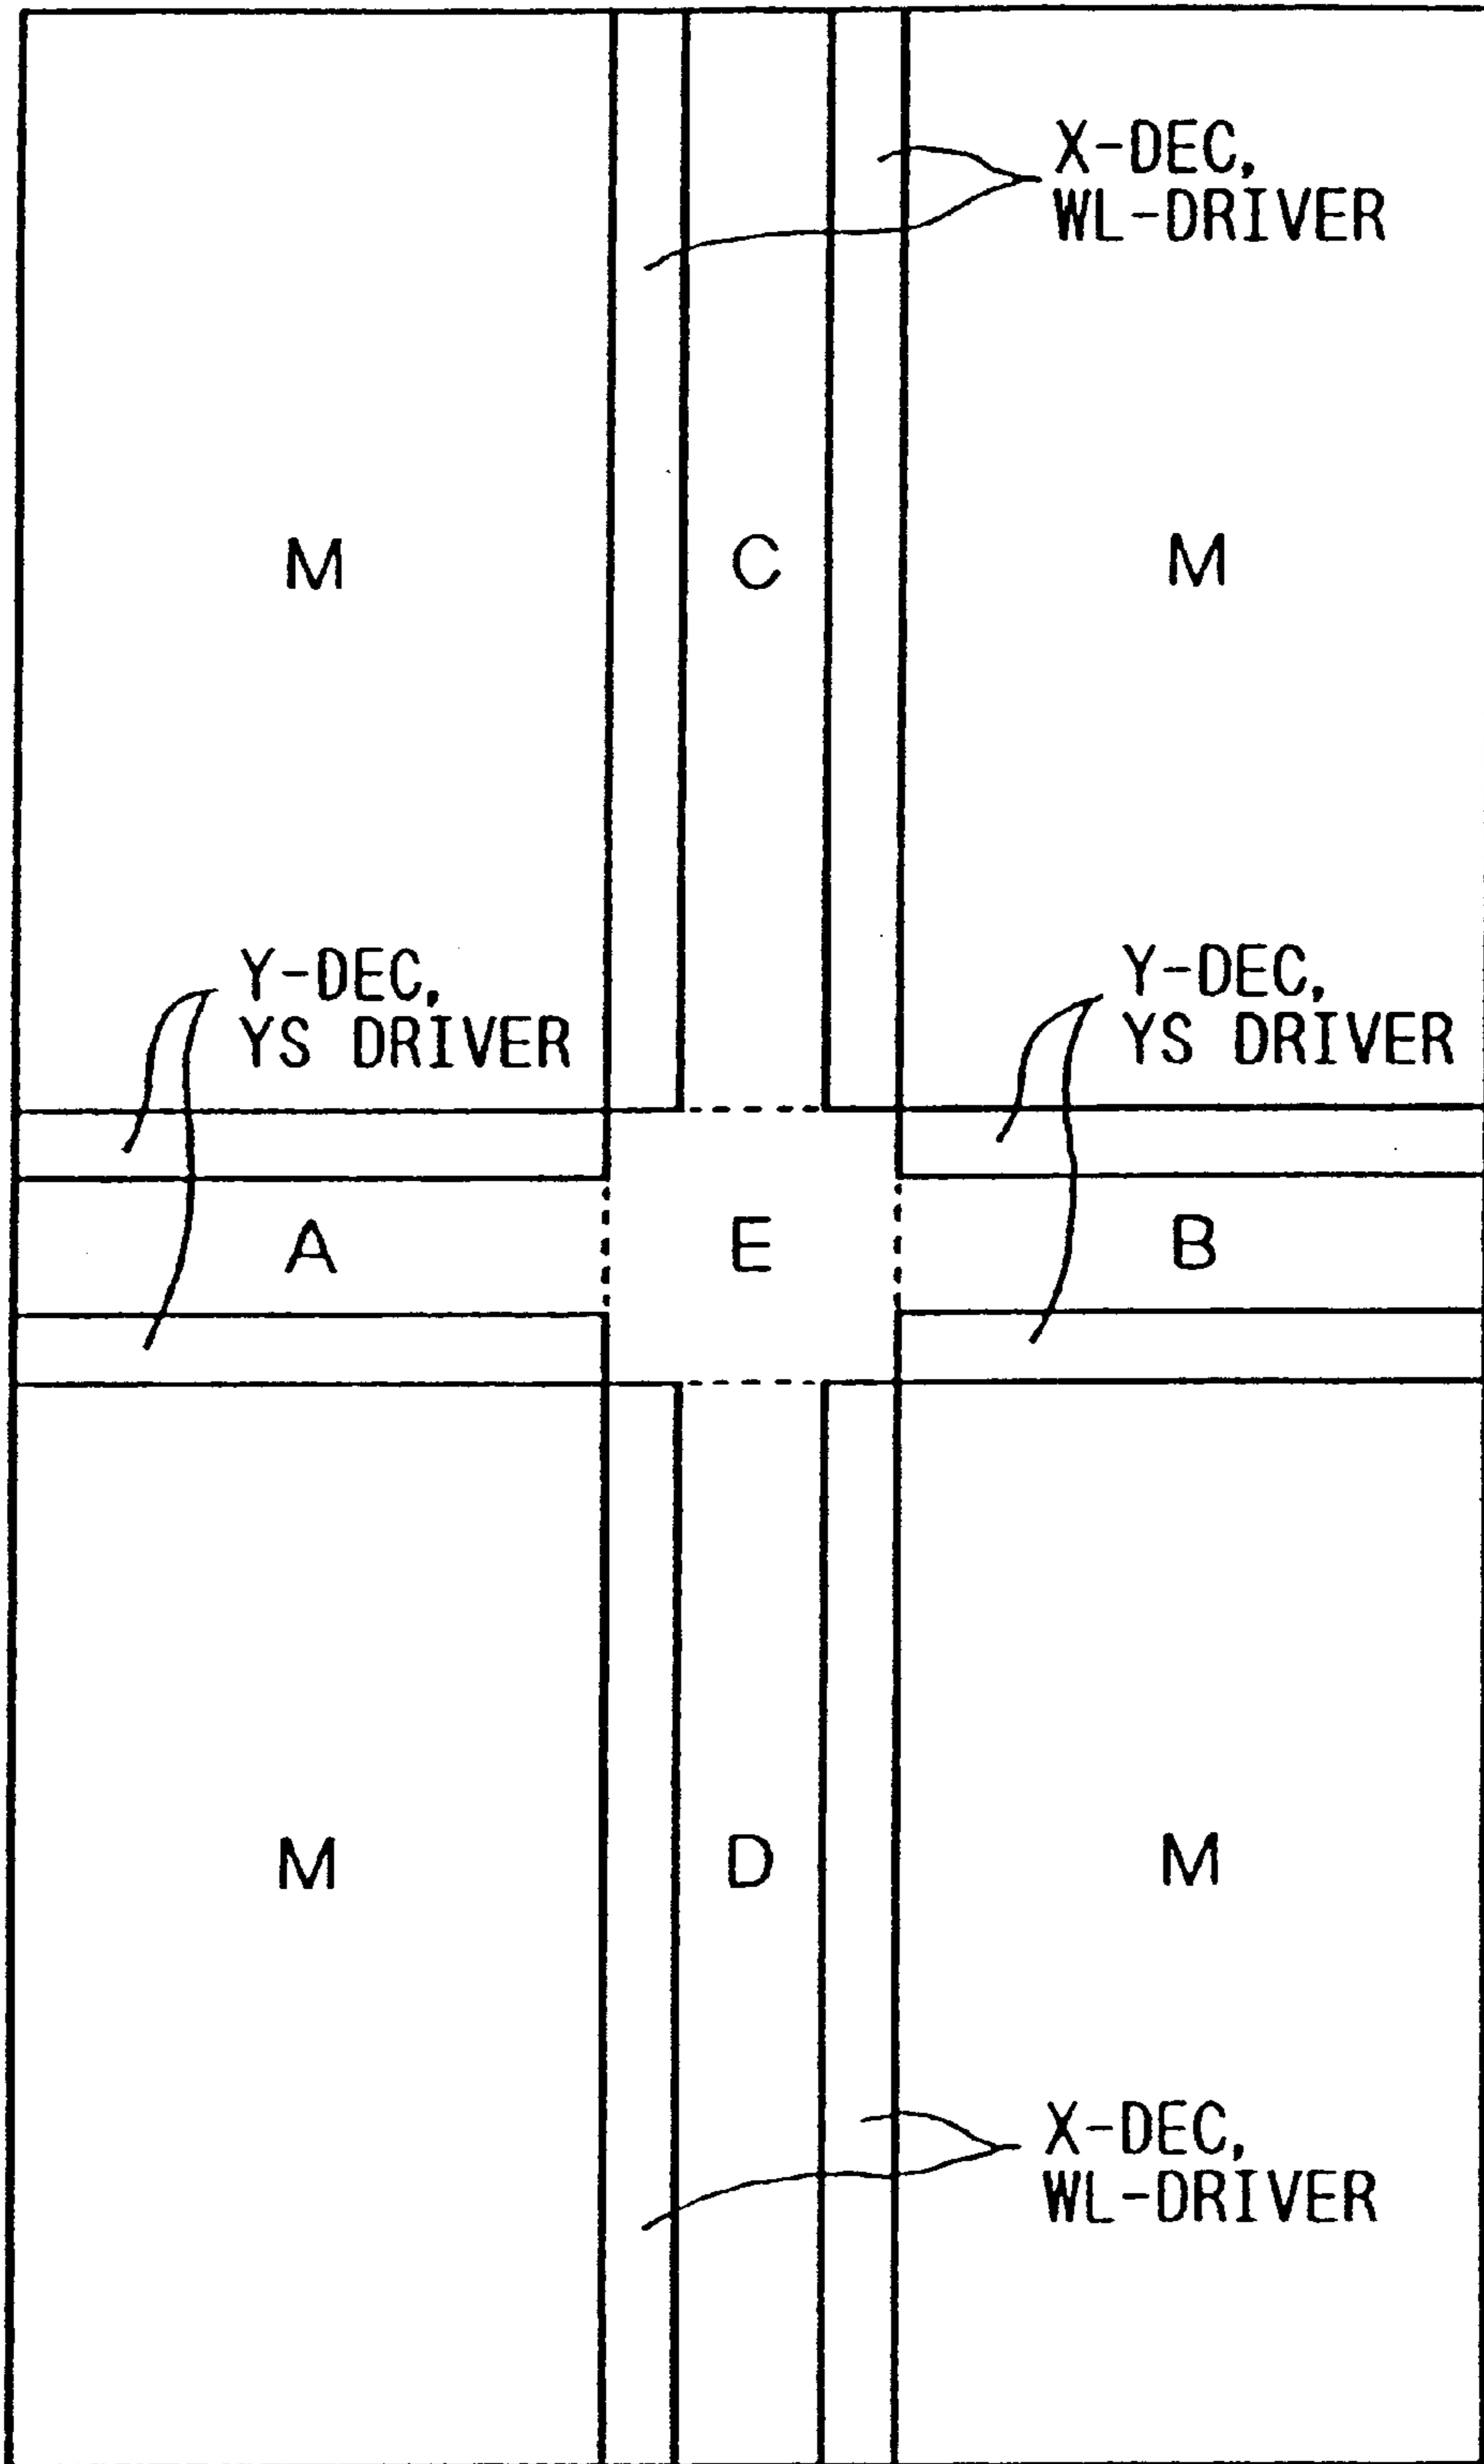 X-DEC,
WL-DRIVER
M
C
M
Y-DEC,
YS DRIVER
Y-DEC,
YS DRIVER
A
E
B
M
D
M
X-DEC,
WL-DRIVER